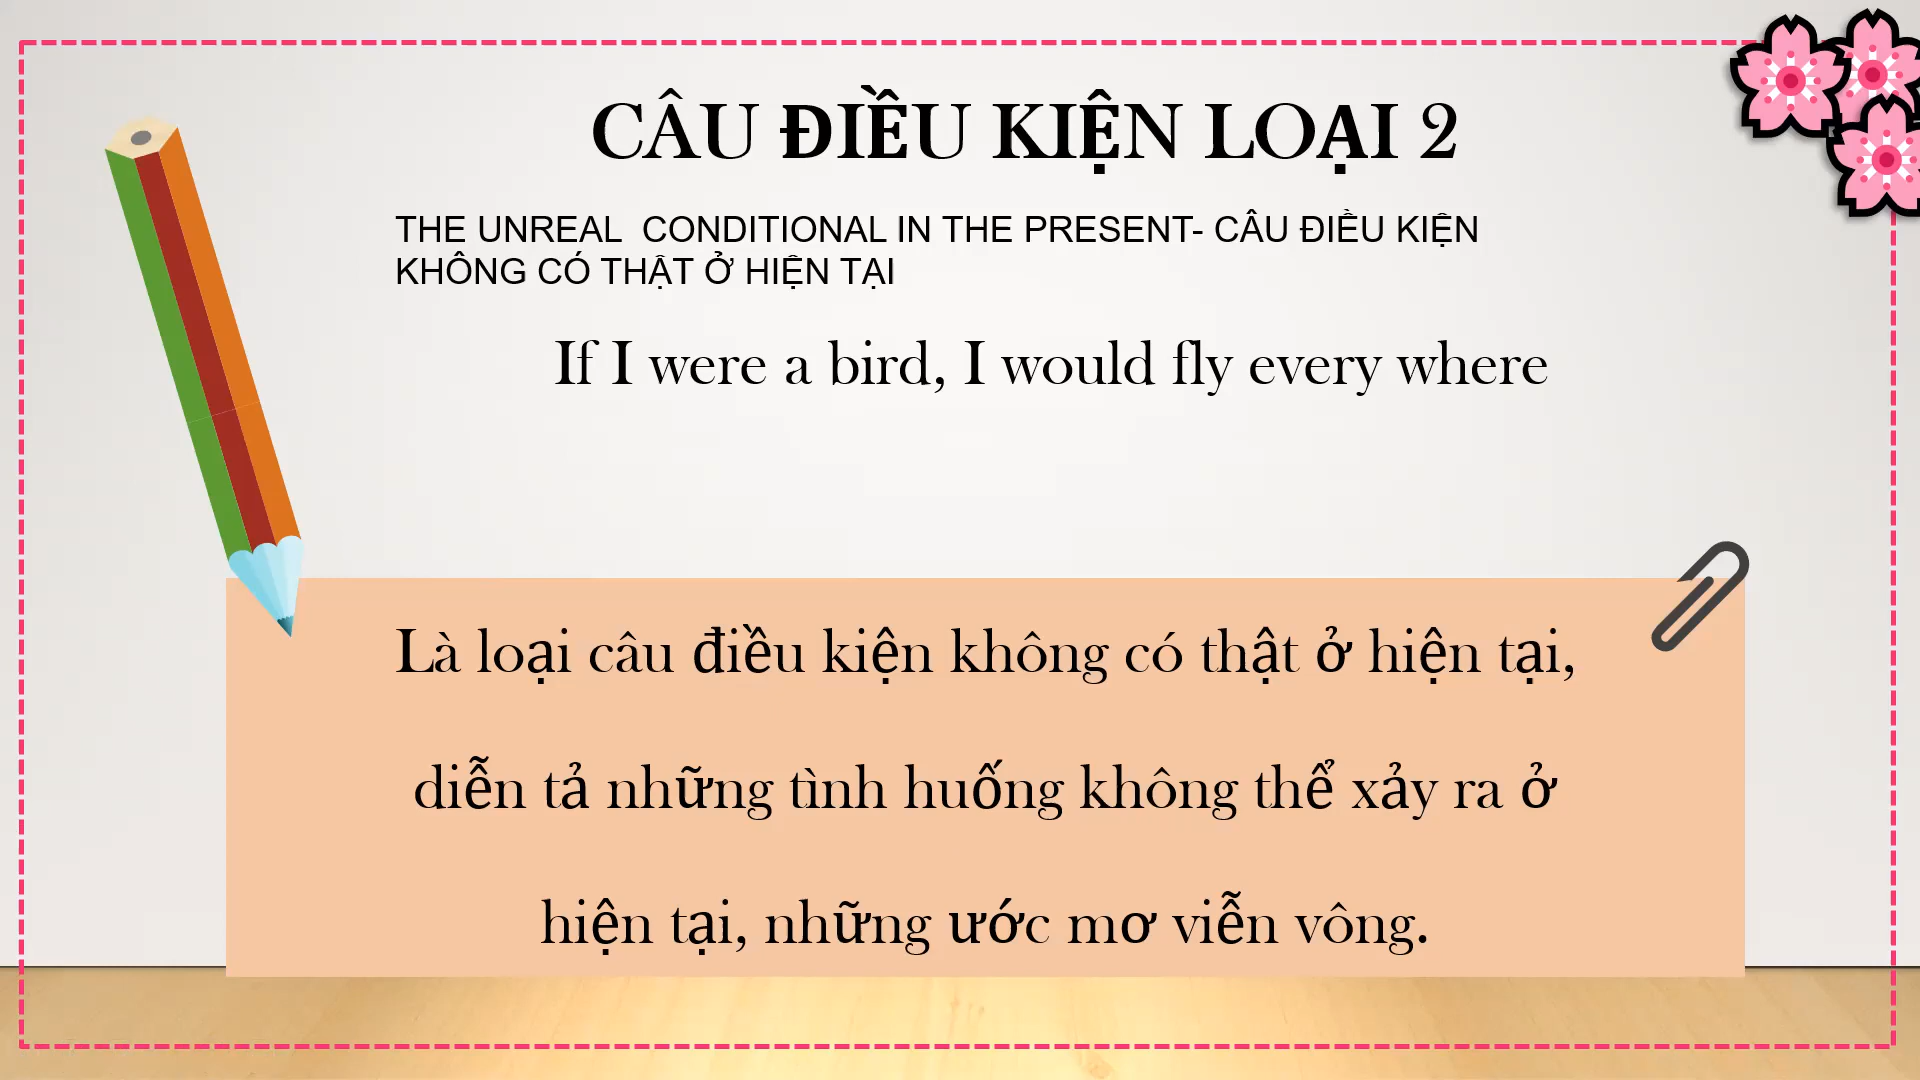 CÂU ĐIỀU KIỆN LOẠI 2
THE UNREAL  CONDITIONAL IN THE PRESENT- CÂU ĐIỀU KIỆN
KHÔNG CÓ THẬT Ở HIỆN TẠI
If I were a bird, I would fly every where
Là loại câu điều kiện không có thật ở hiện tại,
diễn tả những tình huống không thể xảy ra ở
hiện tại, những ước mơ viễn vông.